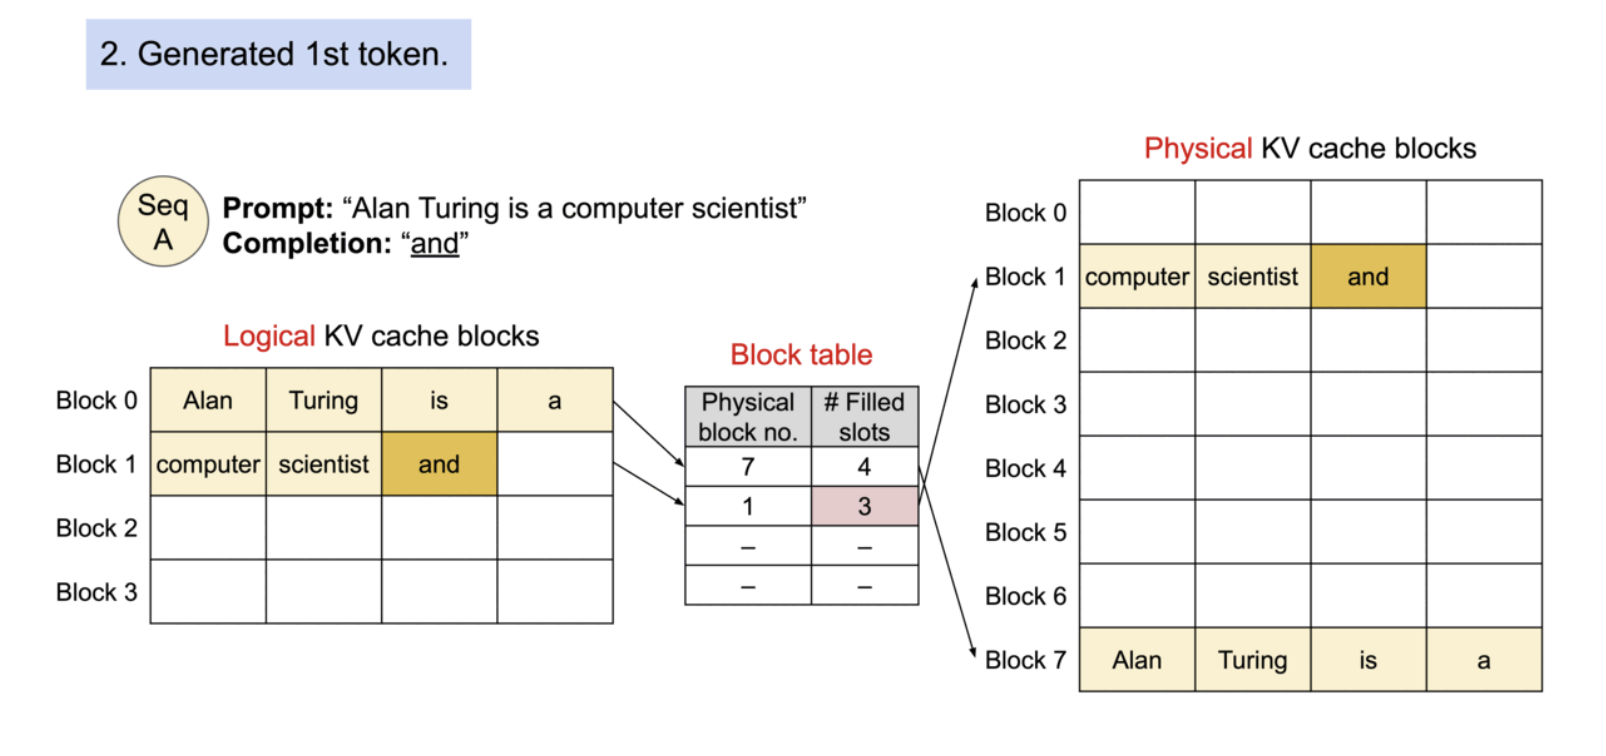 2. Generated 1st token.
Seq
A
Prompt: “Alan Turing is a computer scientist”
Completion: “and”
Logical KV cache blocks
Block 0 Alan Turing is a
Block 1 computer scientist and
Block 2
Block 3
Block table
Physical block no. # Filled slots
7 4
1 3
– –
– –
Physical KV cache blocks
Block 0
Block 1 computer scientist and
Block 2
Block 3
Block 4
Block 5
Block 6
Block 7 Alan Turing is a